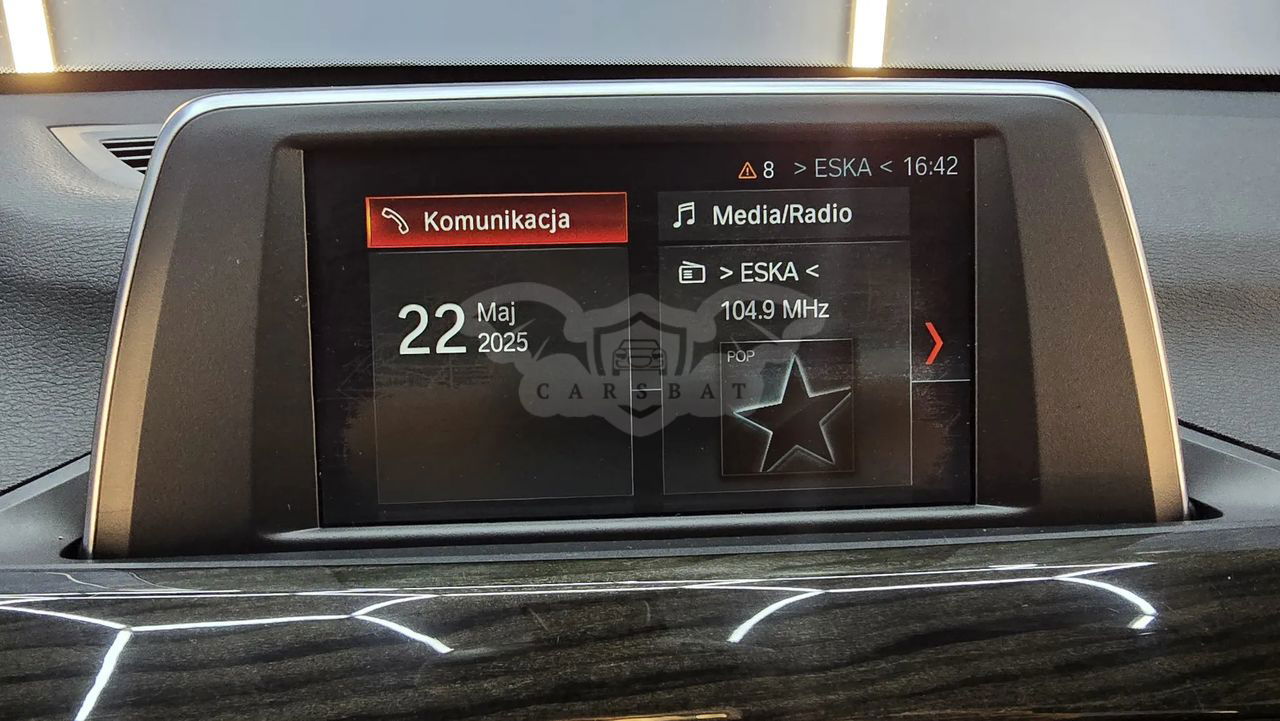 8 > ESKA < 16:42
Komunikacja
22 Maj
2025
Media/Radio
> ESKA <
104.9 MHz
POP
CARSBAT